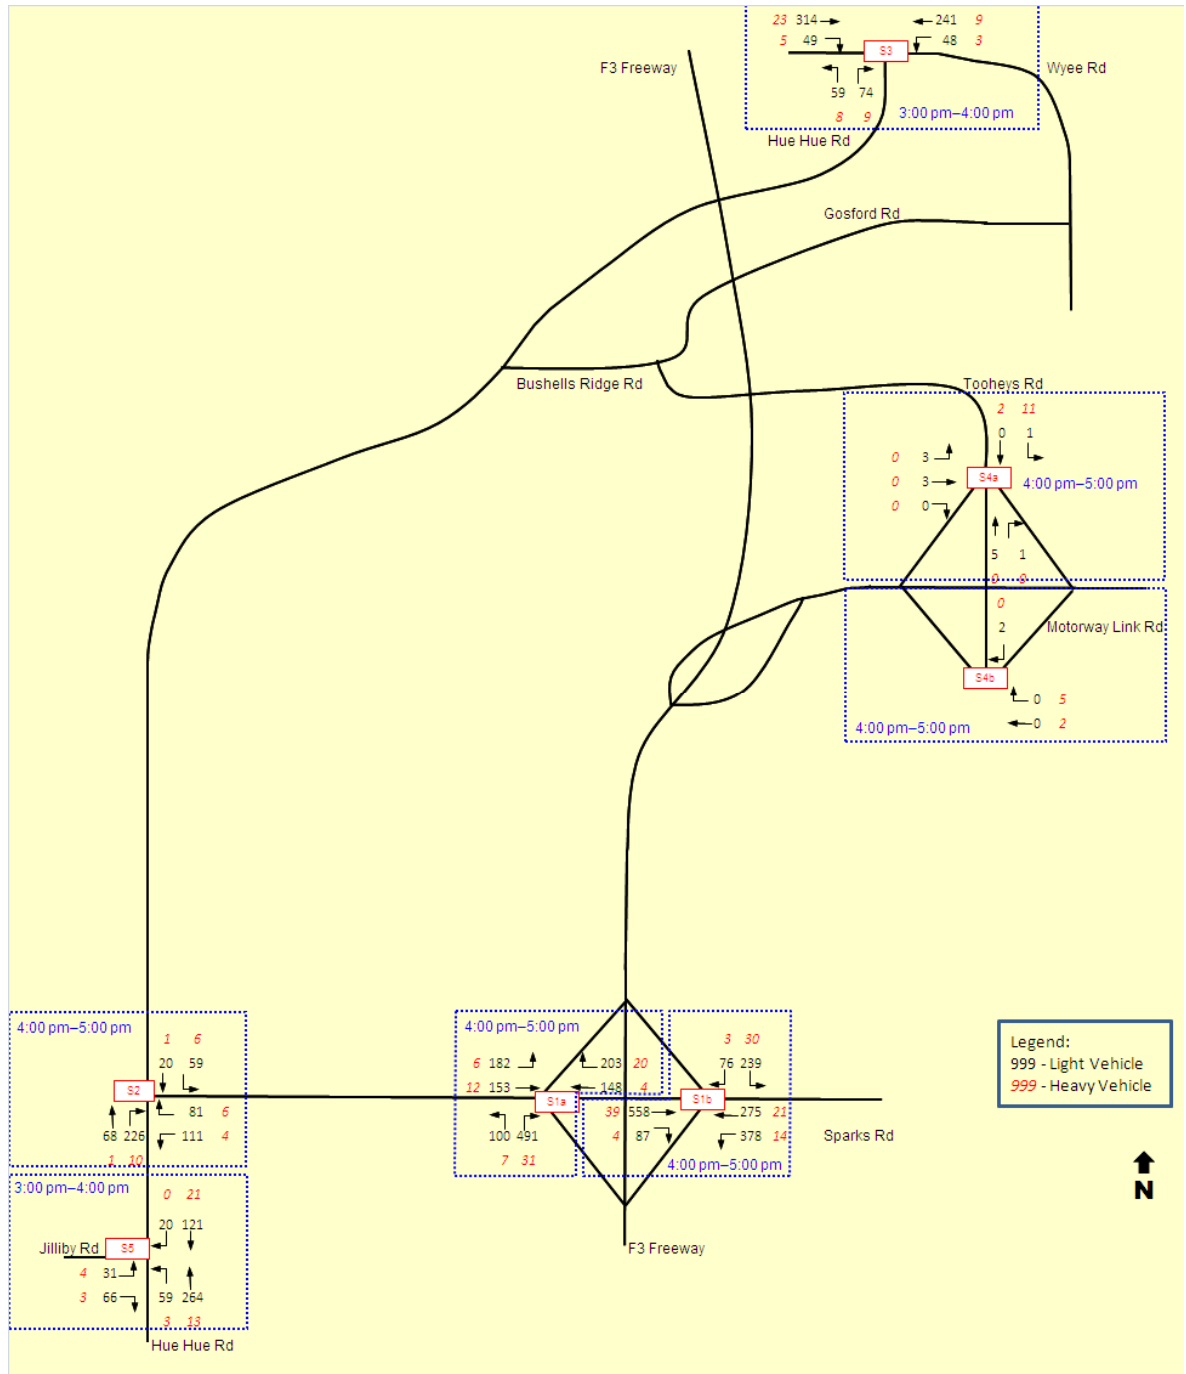 23 314 241 9
5 49 S3 48 3
F3 Freeway
Wyee Rd
59 74
8 9 3:00 pm–4:00 pm
Hue Hue Rd
Gosford Rd
Bushells Ridge Rd
Tooheys Rd
2 11
0 1
0 3
0 3 S4a 4:00 pm–5:00 pm
0 0
5 1
0 0
0
2 Motorway Link Rd
S4b
0 5
4:00 pm–5:00 pm 0 2
4:00 pm–5:00 pm
1 6
20 59
S2
81 6
68 226 111 4
1 10
4:00 pm–5:00 pm
6 182 203 20
12 153 148 4
S1a
100 491
7 31
3 30
76 239
39 558 S1b 275 21
4 87 378 14
4:00 pm–5:00 pm
Sparks Rd
Legend:
999 - Light Vehicle
999 - Heavy Vehicle
N
3:00 pm–4:00 pm
0 21
20 121
Jilliby Rd S5
4 31
3 66 59 264
3 13
Hue Hue Rd
F3 Freeway